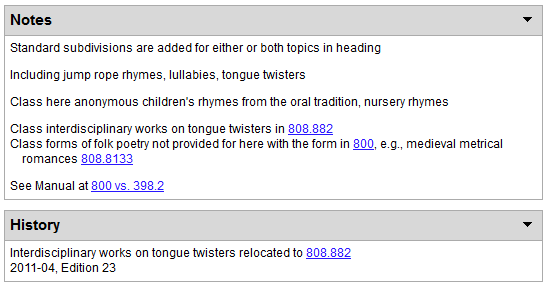 Notes
Standard subdivisions are added for either or both topics in heading
Including jump rope rhymes, lullabies, tongue twisters
Class here anonymous children's rhymes from the oral tradition, nursery rhymes
Class interdisciplinary works on tongue twisters in 808.882
Class forms of folk poetry not provided for here with the form in 800, e.g., medieval metrical
romances 808.8133
See Manual at 800 vs. 398.2
History
Interdisciplinary works on tongue twisters relocated to 808.882
2011-04, Edition 23